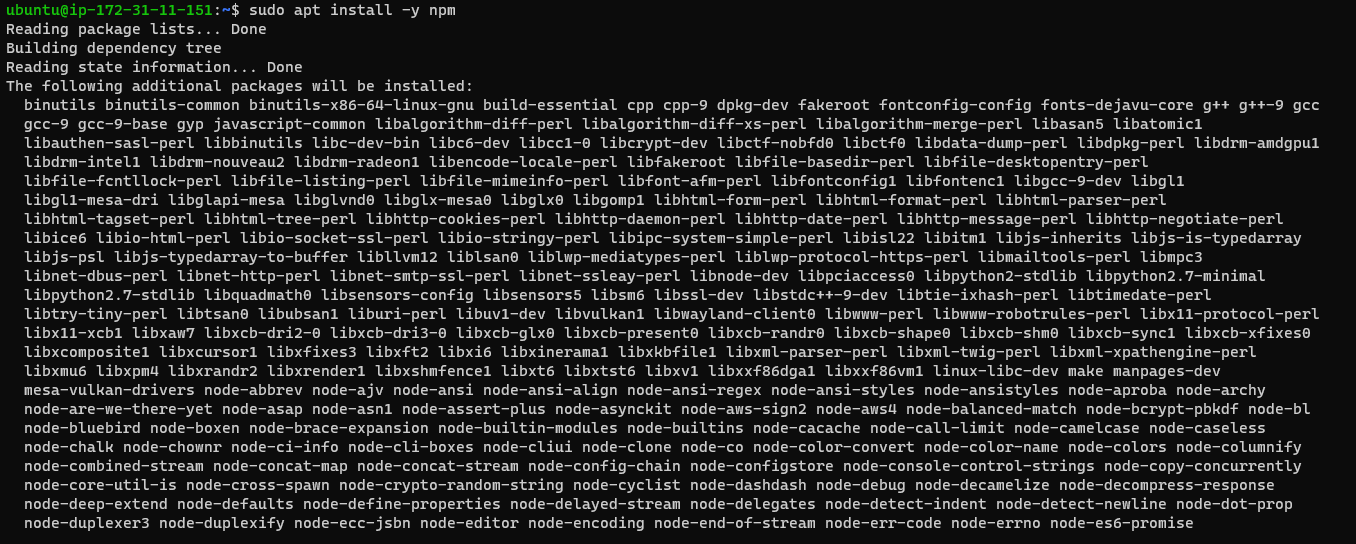 ubuntu@ip-172-31-11-151:~$ sudo apt install -y npm
Reading package lists... Done
Building dependency tree
Reading state information... Done
The following additional packages will be installed:
  binutils binutils-common binutils-x86-64-linux-gnu build-essential cpp cpp-9 dpkg-dev fakeroot fontconfig-config fonts-dejavu-core g++ g++-9 gcc
  gcc-9 gcc-9-base gyp javascript-common libalgorithm-diff-perl libalgorithm-diff-xs-perl libalgorithm-merge-perl libasan5 libatomic1
  libauthen-sasl-perl libbinutils libc-dev-bin libc6-dev libcc1-0 libcrypt-dev libctf-nobfd0 libctf0 libdata-dump-perl libdpkg-perl libdrm-amdgpu1
  libdrm-intel1 libdrm-nouveau2 libdrm-radeon1 libencode-locale-perl libfakeroot libfile-basedir-perl libfile-desktopentry-perl
  libfile-fcntllock-perl libfile-listing-perl libfile-mimeinfo-perl libfont-afm-perl libfontconfig1 libfontenc1 libgcc-9-dev libgl1
  libgl1-mesa-dri libglapi-mesa libglvnd0 libglx-mesa0 libglx0 libgomp1 libhtml-form-perl libhtml-format-perl libhtml-parser-perl
  libhtml-tagset-perl libhtml-tree-perl libhttp-cookies-perl libhttp-daemon-perl libhttp-date-perl libhttp-message-perl libhttp-negotiate-perl
  libice6 libio-html-perl libio-socket-ssl-perl libio-stringy-perl libipc-system-simple-perl libisl22 libitm1 libjs-inherits libjs-is-typedarray
  libjs-psl libjs-typedarray-to-buffer libllvm12 liblsan0 liblwp-mediatypes-perl liblwp-protocol-https-perl libmailtools-perl libmpc3
  libnet-dbus-perl libnet-http-perl libnet-smtp-ssl-perl libnet-ssleay-perl libnode-dev libpciaccess0 libpython2-stdlib libpython2.7-minimal
  libpython2.7-stdlib libquadmath0 libsensors-config libsensors5 libsm6 libssl-dev libstdc++-9-dev libtie-ixhash-perl libtimedate-perl
  libtry-tiny-perl libtsan0 libubsan1 liburi-perl libuv1-dev libvulkan1 libwayland-client0 libwww-perl libwww-robotrules-perl libx11-protocol-perl
  libx11-xcb1 libxaw7 libxcb-dri2-0 libxcb-dri3-0 libxcb-glx0 libxcb-present0 libxcb-randr0 libxcb-shape0 libxcb-shm0 libxcb-sync1 libxcb-xfixes0
  libxcomposite1 libxcursor1 libxfixes3 libxft2 libxi6 libxinerama1 libxkbfile1 libxml-parser-perl libxml-twig-perl libxml-xpathengine-perl
  libxmu6 libxpm4 libxrandr2 libxrender1 libxshmfence1 libxt6 libxtst6 libxv1 libxxf86dga1 libxxf86vm1 linux-libc-dev make manpages-dev
  mesa-vulkan-drivers node-abbrev node-ajv node-ansi node-ansi-align node-ansi-regex node-ansi-styles node-ansistyles node-aproba node-archy
  node-are-we-there-yet node-asap node-asn1 node-assert-plus node-asynckit node-aws-sign2 node-aws4 node-balanced-match node-bcrypt-pbkdf node-bl
  node-bluebird node-boxen node-brace-expansion node-builtin-modules node-builtins node-cacache node-call-limit node-camelcase node-caseless
  node-chalk node-chownr node-ci-info node-cli-boxes node-cliui node-clone node-co node-color-convert node-color-name node-colors node-columnify
  node-combined-stream node-concat-map node-concat-stream node-config-chain node-configstore node-console-control-strings node-copy-concurrently
  node-core-util-is node-cross-spawn node-crypto-random-string node-cyclist node-dashdash node-debug node-decamelize node-decompress-response
  node-deep-extend node-defaults node-define-properties node-delayed-stream node-delegates node-detect-indent node-detect-newline node-dot-prop
  node-duplexer3 node-duplexify node-ecc-jsbn node-editor node-encoding node-end-of-stream node-err-code node-errno node-es6-promise